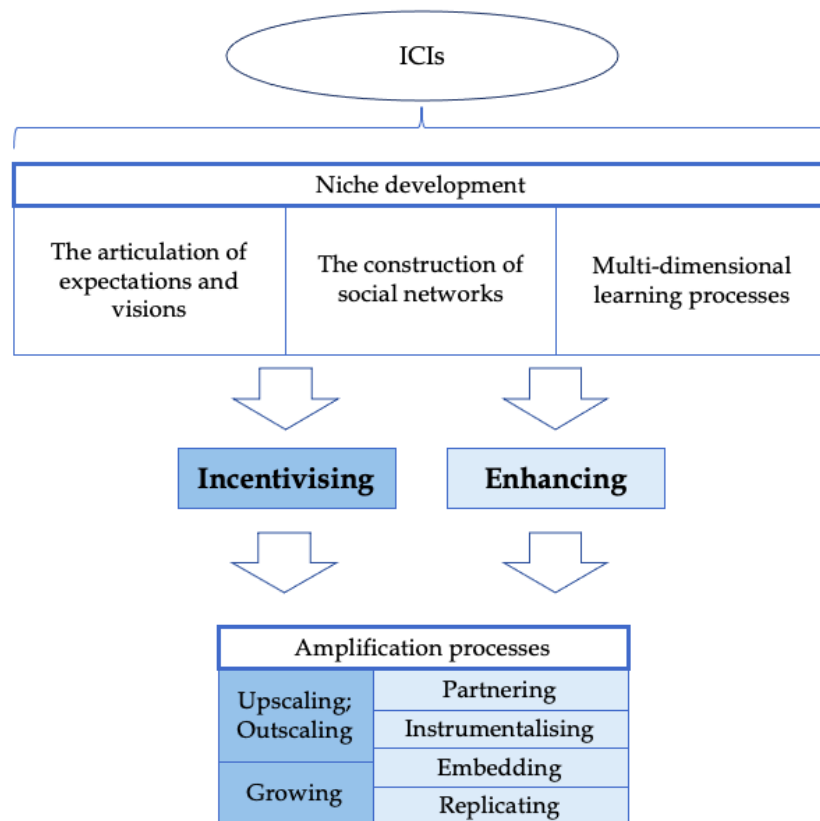 ICIs
Niche development
The articulation of
expectations and
visions
The construction of
social networks
Multi-dimensional
learning processes
Incentivising
Enhancing
Amplification processes
Upscaling;
Outscaling
Growing
Partnering
Instrumentalising
Embedding
Replicating